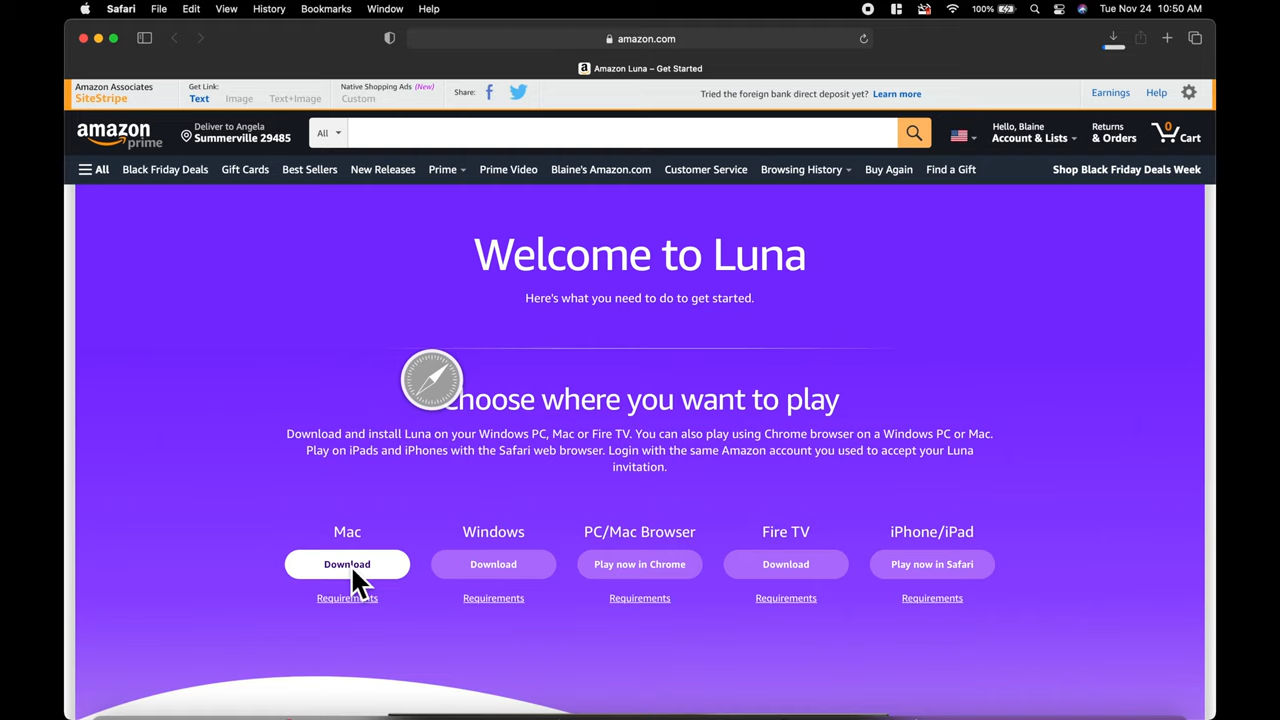 Safari File Edit View History Bookmarks Window Help 100% Tue Nov 24 10:50 AM
amazon.com
a Amazon Luna – Get Started
Amazon Associates
SiteStripe
Get Link:
Text Image Text+Image
Native Shopping Ads (New)
Custom
Share:
Tried the foreign bank direct deposit yet? Learn more
Earnings Help
amazon prime
Deliver to Angela
Summerville 29485
All
Hello, Blaine
Account & Lists
Returns
& Orders
0
Cart
All Black Friday Deals Gift Cards Best Sellers New Releases Prime Prime Video Blaine's Amazon.com Customer Service Browsing History Buy Again Find a Gift Shop Black Friday Deals Week
Welcome to Luna
Here's what you need to do to get started.
Choose where you want to play
Download and install Luna on your Windows PC, Mac or Fire TV. You can also play using Chrome browser on a Windows PC or Mac.
Play on iPads and iPhones with the Safari web browser. Login with the same Amazon account you used to accept your Luna
invitation.
Mac Windows PC/Mac Browser Fire TV iPhone/iPad
Download Download Play now in Chrome Download Play now in Safari
Requirements Requirements Requirements Requirements Requirements